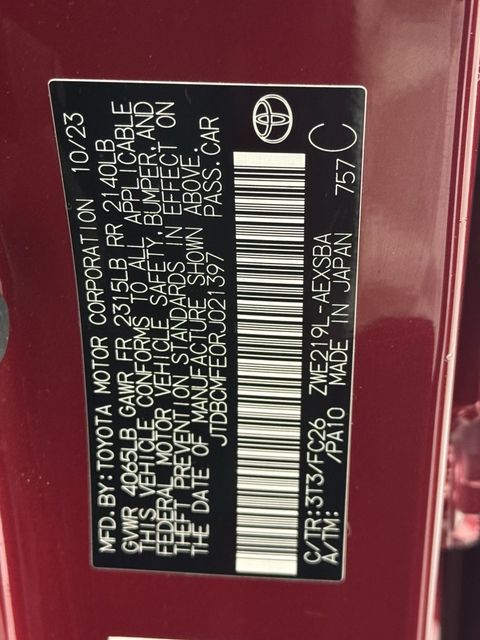 MFD.BY:TOYOTA MOTOR CORPORATION 10/23
GVWR 4065LB GAWR FR 2315LB RR 2140LB
THIS VEHICLE CONFORMS TO ALL APPLICABLE
FEDERAL MOTOR VEHICLE SAFETY,BUMPER,AND
THEFT PREVENTION STANDARDS IN EFFECT ON
THE DATE OF MANUFACTURE SHOWN ABOVE.
JTDBCMFE0RJ021397 PASS.CAR
C/TR:3T3/FC26 ZWE219L-AEXSBA
A/TM: /PA10 MADE IN JAPAN 757 C